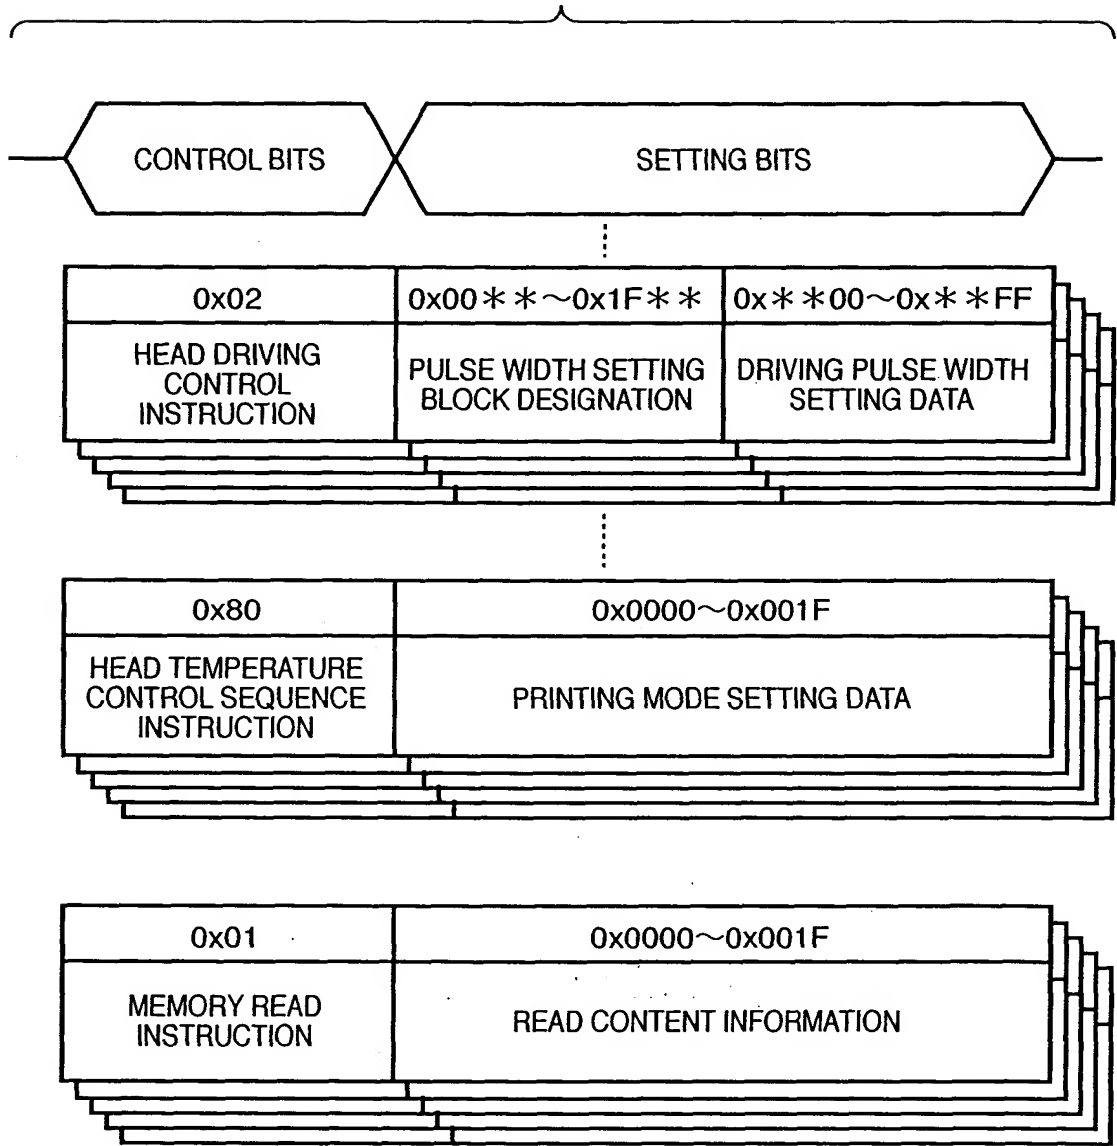 CONTROL BITS SETTING BITS
0x02 0x00**~0x1F** 0x**00~0x**FF
HEAD DRIVING
CONTROL
INSTRUCTION
PULSE WIDTH SETTING
BLOCK DESIGNATION
DRIVING PULSE WIDTH
SETTING DATA
0x80 0x0000~0x001F
HEAD TEMPERATURE
CONTROL SEQUENCE
INSTRUCTION
PRINTING MODE SETTING DATA
0x01 0x0000~0x001F
MEMORY READ
INSTRUCTION
READ CONTENT INFORMATION